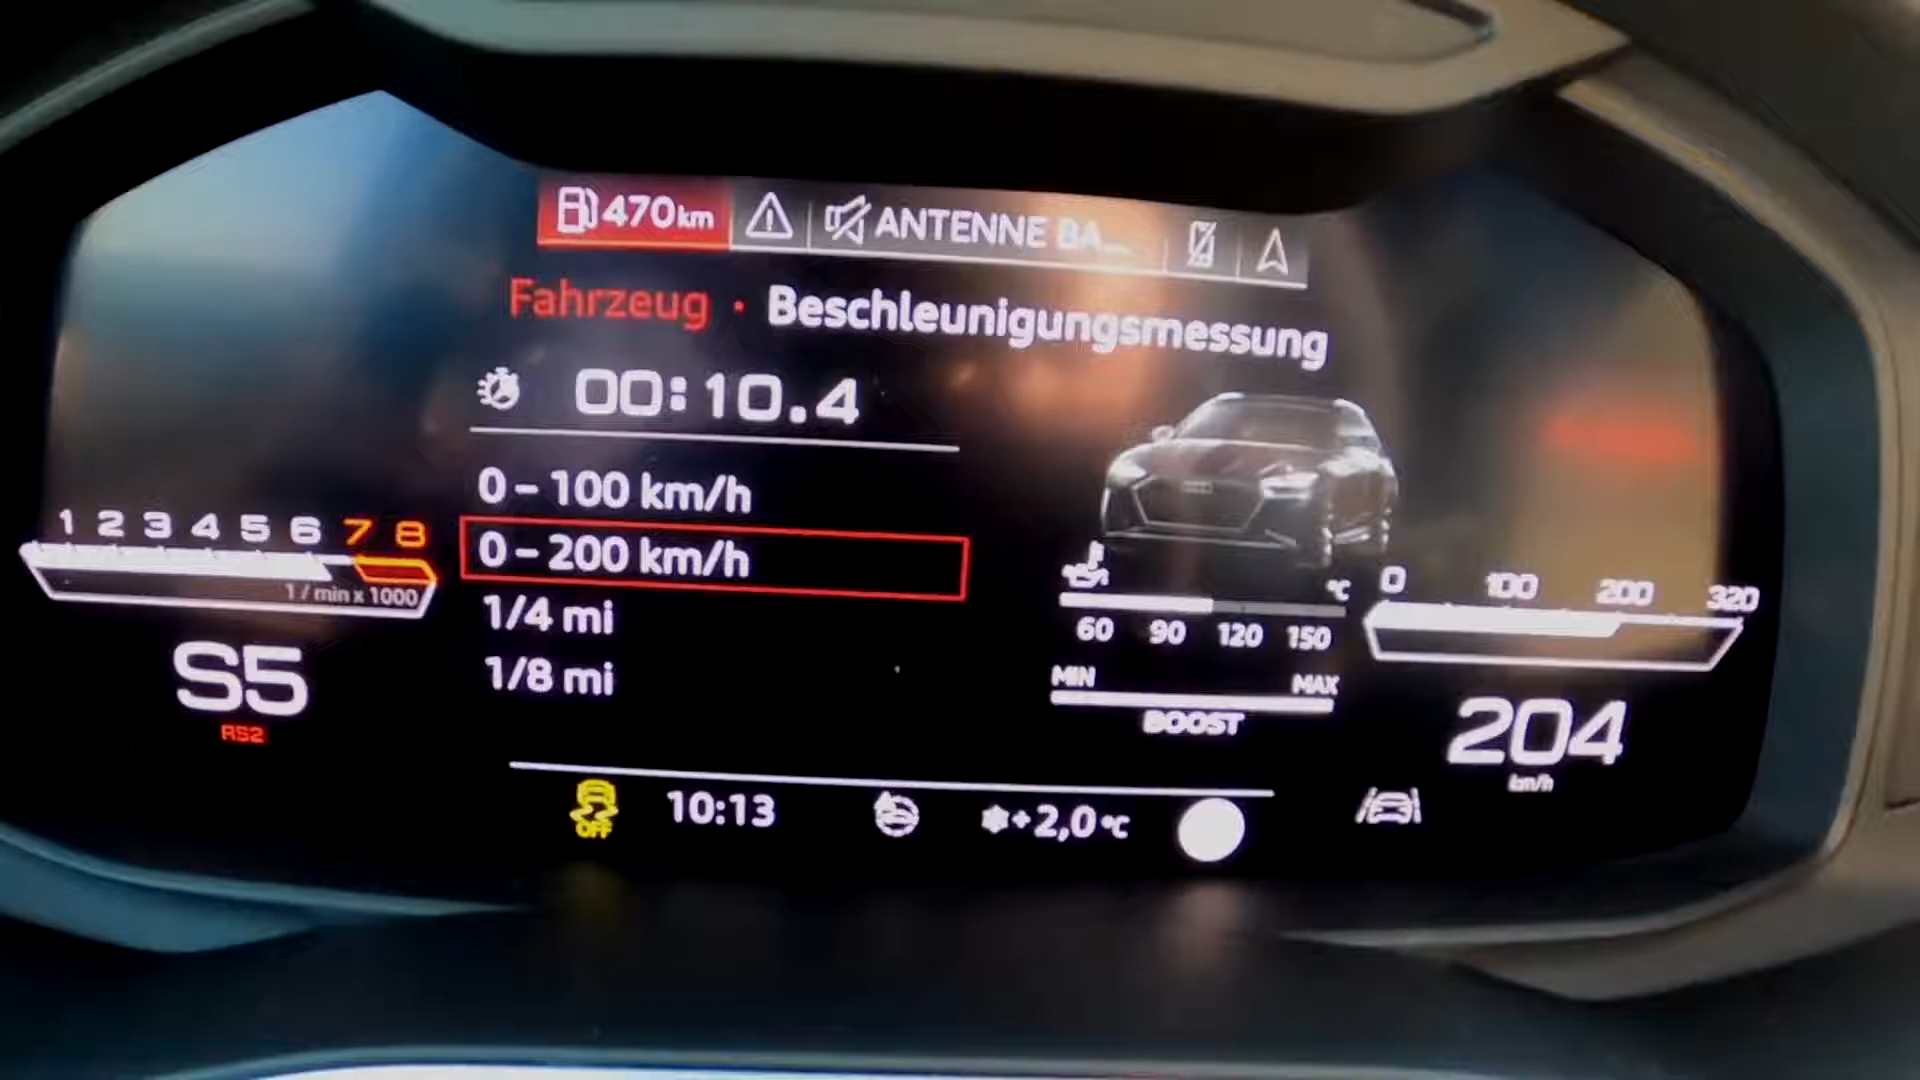 470km ANTENNE BA...
Fahrzeug · Beschleunigungsmessung
00:10.4
0 – 100 km/h
0 – 200 km/h
1/4 mi
1/8 mi
1 2 3 4 5 6 7 8
1 / min x 1000
S5
RS2
°C
60 90 120 150
MIN MAX
BOOST
0 100 200 320
204
km/h
OFF 10:13 +2,0°C